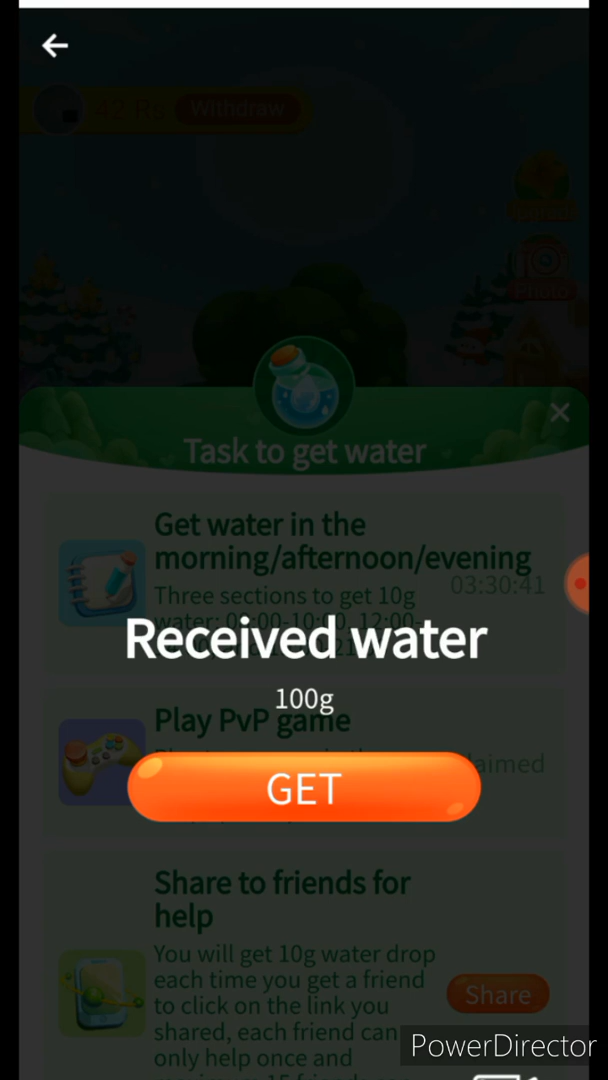 42 Rs Withdraw
Task to get water
Get water in the
morning/afternoon/evening
03:30:41
Three sections to get 10g
Received water
100g
Play PvP game
GET
Share to friends for
help
You will get 10g water drop
each time you get a friend
to click on the link you
Share
shared, each friend can
only help once and
PowerDirector